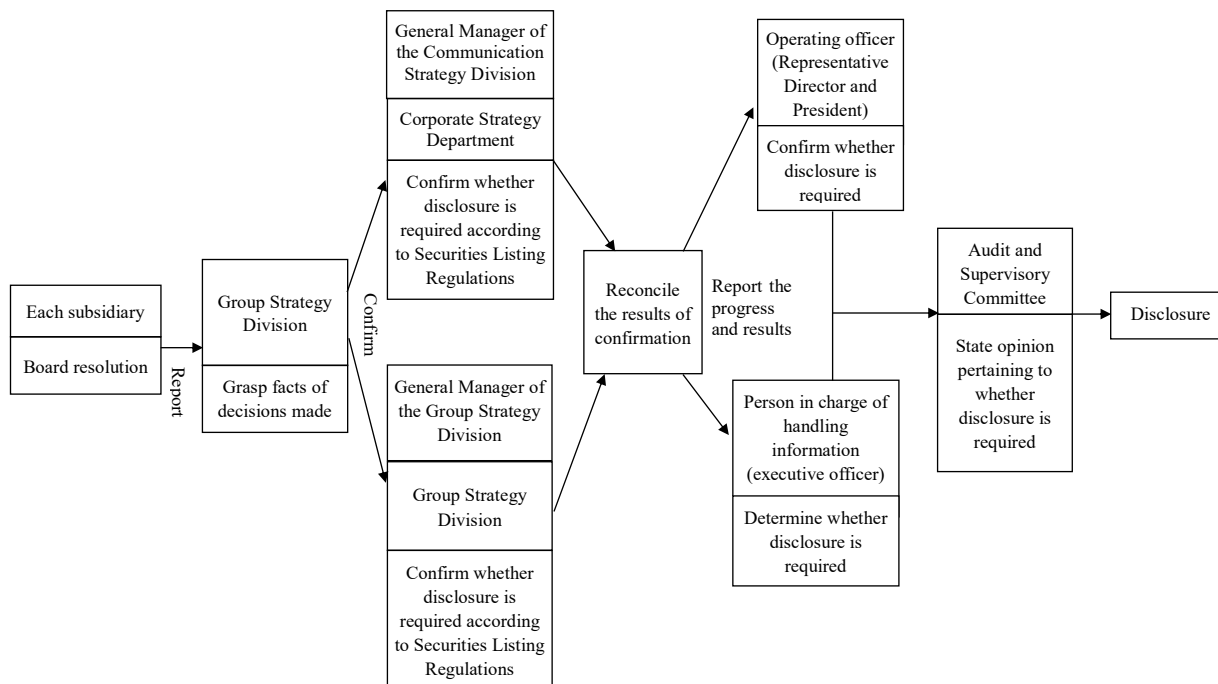 Each subsidiary
Board resolution
Report
Group Strategy
Division
Grasp facts of
decisions made
Confirm
General Manager of
the Communication
Strategy Division
Corporate Strategy
Department
Confirm whether
disclosure is
required according
to Securities Listing
Regulations
General Manager of
the Group Strategy
Division
Group Strategy
Division
Confirm whether
disclosure is
required according
to Securities Listing
Regulations
Reconcile
the results of
confirmation
Report the
progress
and results
Operating officer
(Representative
Director and
President)
Confirm whether
disclosure is
required
Person in charge of
handling
information
(executive officer)
Determine whether
disclosure is
required
Audit and
Supervisory
Committee
State opinion
pertaining to
whether
disclosure is
required
Disclosure